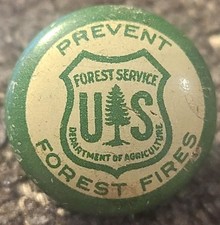 PREVENT
FOREST SERVICE
U S
DEPARTMENT OF AGRICULTURE
FOREST FIRES